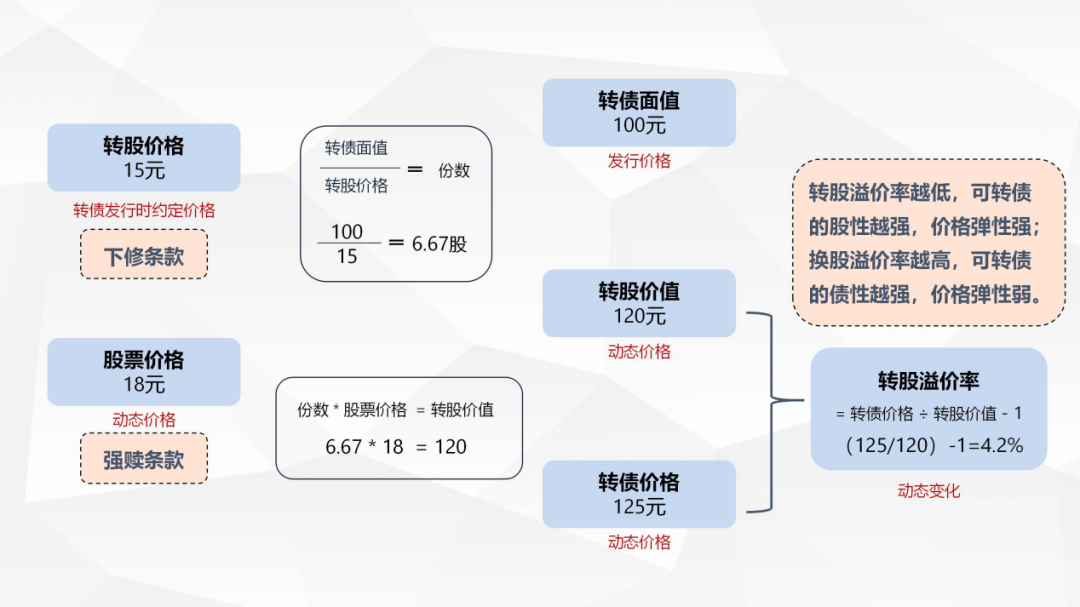 转股价格
15元
转债发行时约定价格
下修条款
股票价格
18元
动态价格
强赎条款
转债面值
转股价格
= 份数
100
15
= 6.67股
份数 * 股票价格 = 转股价值
6.67 * 18 = 120
转债面值
100元
发行价格
转股价值
120元
动态价格
转债价格
125元
动态价格
转股溢价率越低，可转债
的股性越强，价格弹性强；
换股溢价率越高，可转债
的债性越强，价格弹性弱。
转股溢价率
= 转债价格 ÷ 转股价值 - 1
（125/120）-1=4.2%
动态变化